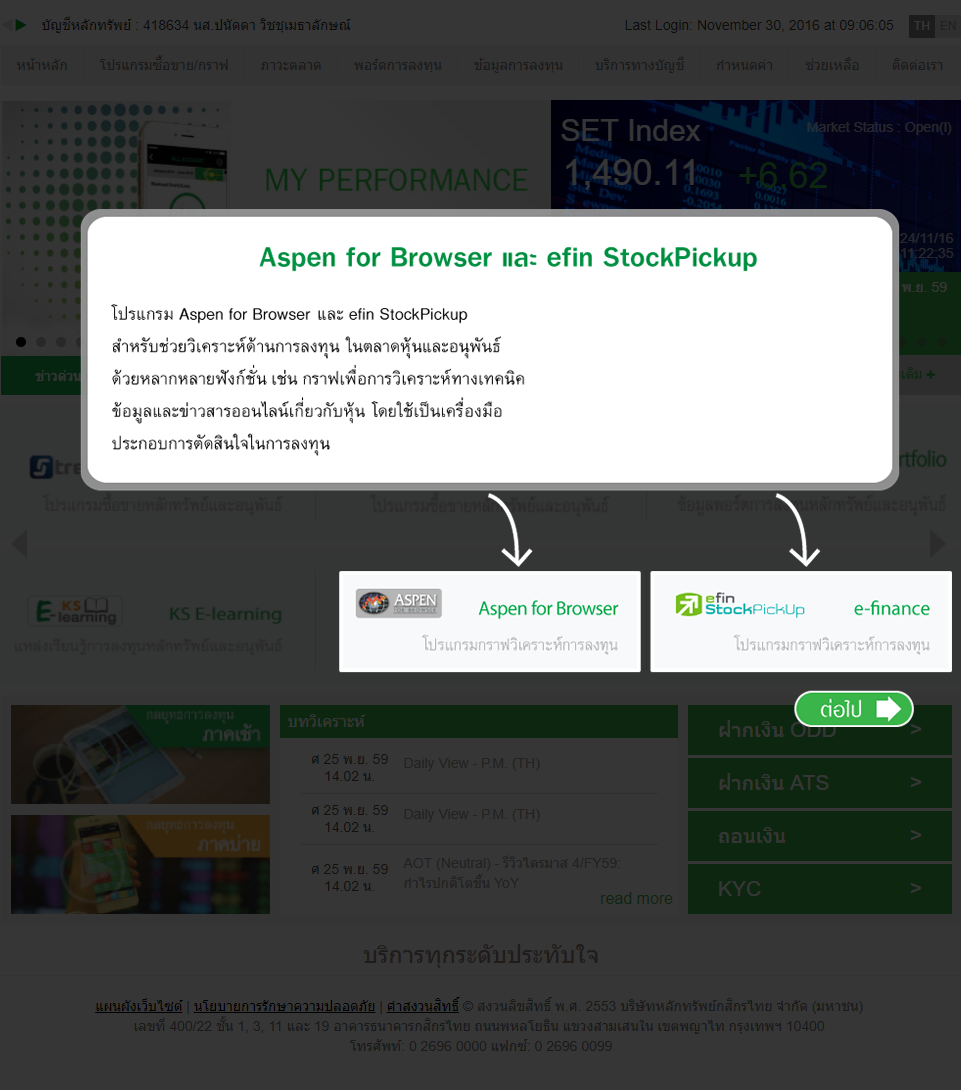 บัญชีหลักทรัพย์ : 418634 นส.ปนัดดา วิชชุเมธาลักษณ์
Last Login: November 30, 2016 at 09:06:05
TH EN
หน้าหลัก โปรแกรมซื้อขาย/กราฟ ภาวะตลาด พอร์ตการลงทุน ข้อมูลการลงทุน บริการทางบัญชี กำหนดค่า ช่วยเหลือ ติดต่อเรา
MY PERFORMANCE
SET Index
Market Status : Open(I)
1,490.11 +6.62
24/11/16
11:22:35
พ.ย. 59
ข่าวด่วน
Aspen for Browser และ efin StockPickup
โปรแกรม Aspen for Browser และ efin StockPickup
สำหรับช่วยวิเคราะห์ด้านการลงทุน ในตลาดหุ้นและอนุพันธ์
ด้วยหลากหลายฟังก์ชั่น เช่น กราฟเพื่อการวิเคราะห์ทางเทคนิค
ข้อมูลและข่าวสารออนไลน์เกี่ยวกับหุ้น โดยใช้เป็นเครื่องมือ
ประกอบการตัดสินใจในการลงทุน
โปรแกรมซื้อขายหลักทรัพย์และอนุพันธ์
โปรแกรมซื้อขายหลักทรัพย์และอนุพันธ์
ข้อมูลพอร์ตการลงทุนหลักทรัพย์และอนุพันธ์
KS E-learning KS E-learning
แหล่งเรียนรู้การลงทุนหลักทรัพย์และอนุพันธ์
ASPEN FOR BROWSER Aspen for Browser
โปรแกรมกราฟวิเคราะห์การลงทุน
efin StockPickUp e-finance
โปรแกรมกราฟวิเคราะห์การลงทุน
ต่อไป
กลยุทธการลงทุน
ภาคเช้า
กลยุทธการลงทุน
ภาคบ่าย
บทวิเคราะห์
ศ 25 พ.ย. 59 Daily View - P.M. (TH)
14.02 น.
ศ 25 พ.ย. 59 Daily View - P.M. (TH)
14.02 น.
ศ 25 พ.ย. 59 AOT (Neutral) - รีวิวไตรมาส 4/FY59:
14.02 น. กำไรปกติโตขึ้น YoY
read more
ฝากเงิน ODD >
ฝากเงิน ATS >
ถอนเงิน >
KYC >
บริการทุกระดับประทับใจ
แผนผังเว็บไซต์ | นโยบายการรักษาความปลอดภัย | คำสงวนสิทธิ์ © สงวนลิขสิทธิ์ พ.ศ. 2553 บริษัทหลักทรัพย์กสิกรไทย จำกัด (มหาชน)
เลขที่ 400/22 ชั้น 1, 3, 11 และ 19 อาคารธนาคารกสิกรไทย ถนนพหลโยธิน แขวงสามเสนใน เขตพญาไท กรุงเทพฯ 10400
โทรศัพท์: 0 2696 0000 แฟกซ์: 0 2696 0099